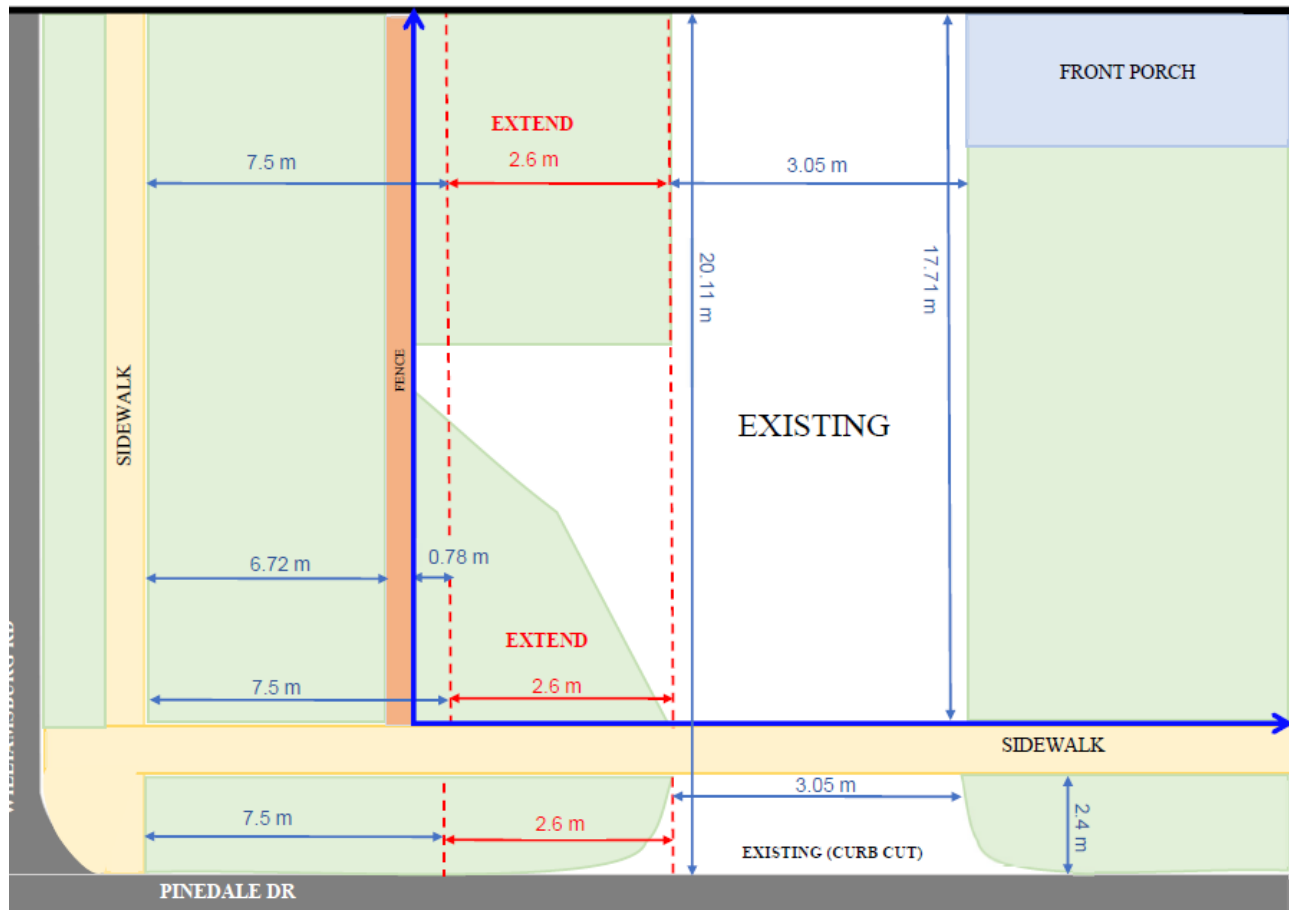 FRONT PORCH
EXTEND
7.5 m
2.6 m
3.05 m
20.11 m
17.71 m
SIDEWALK
FENCE
EXISTING
6.72 m
0.78 m
EXTEND
7.5 m
2.6 m
SIDEWALK
3.05 m
7.5 m
2.6 m
2.4 m
EXISTING (CURB CUT)
RD
PINEDALE DR